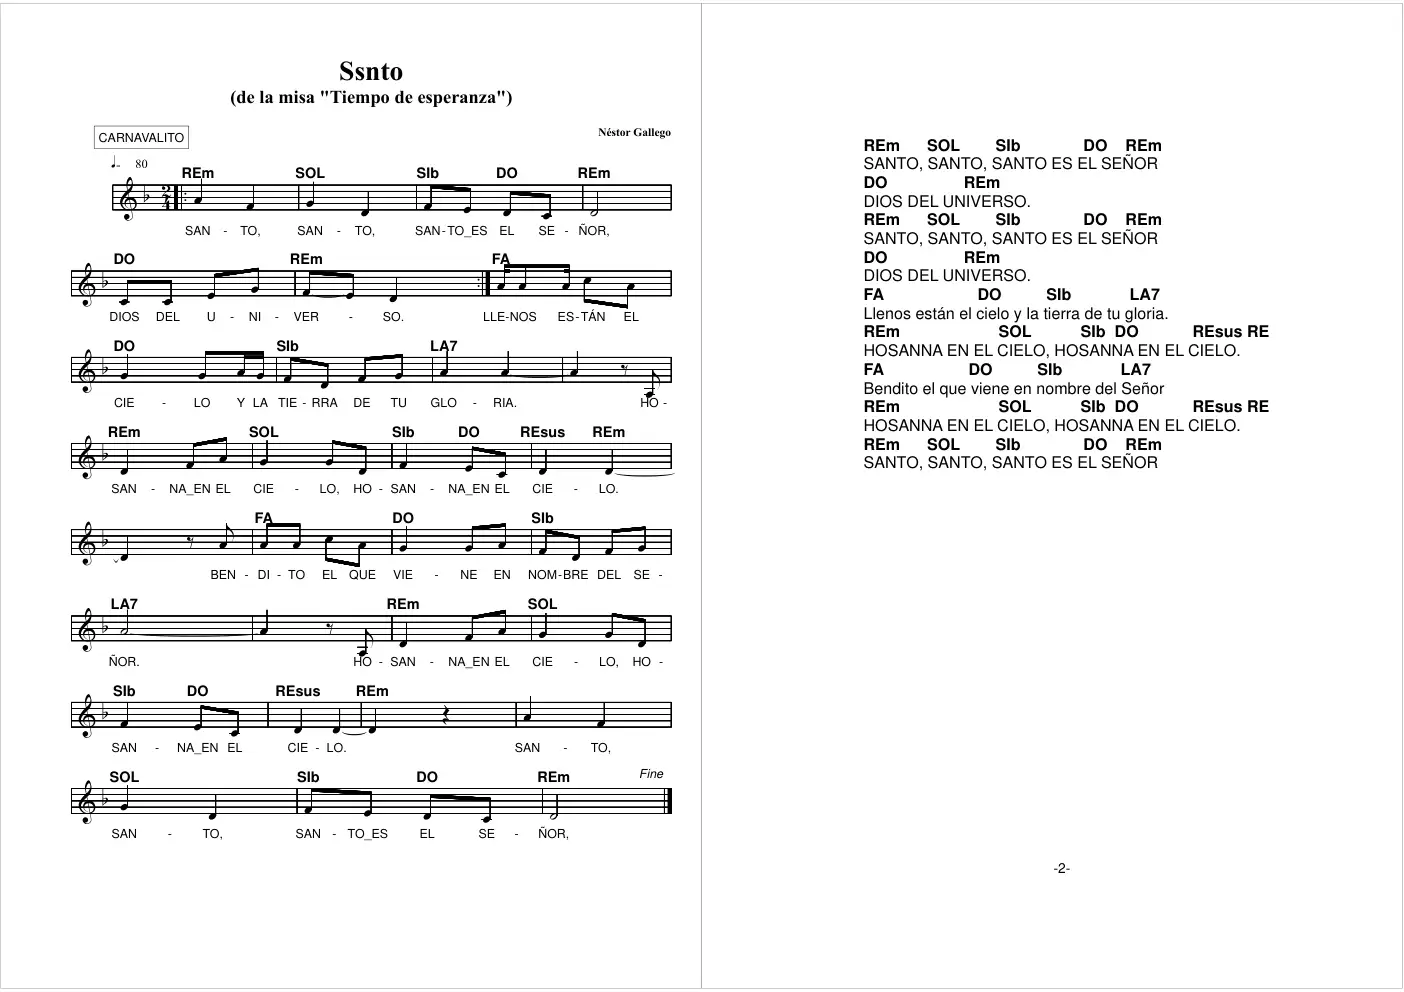 Ssnto
(de la misa "Tiempo de esperanza")
CARNAVALITO
Néstor Gallego
80
REm SOL SIb DO REm
2
4
SAN - TO, SAN - TO, SAN-TO_ES EL SE - ÑOR,
DO REm FA
DIOS DEL U - NI - VER - SO. LLE-NOS ES-TÁN EL
DO SIb LA7
CIE - LO Y LA TIE - RRA DE TU GLO - RIA. HO -
REm SOL SIb DO REsus REm
SAN - NA_EN EL CIE - LO, HO - SAN - NA_EN EL CIE - LO.
FA DO SIb
BEN - DI - TO EL QUE VIE - NE EN NOM-BRE DEL SE -
LA7 REm SOL
ÑOR. HO - SAN - NA_EN EL CIE - LO, HO -
SIb DO REsus REm
SAN - NA_EN EL CIE - LO. SAN - TO,
SOL SIb DO REm Fine
SAN - TO, SAN - TO_ES EL SE - ÑOR,
REm SOL SIb DO REm
SANTO, SANTO, SANTO ES EL SEÑOR
DO REm
DIOS DEL UNIVERSO.
REm SOL SIb DO REm
SANTO, SANTO, SANTO ES EL SEÑOR
DO REm
DIOS DEL UNIVERSO.
FA DO SIb LA7
Llenos están el cielo y la tierra de tu gloria.
REm SOL SIb DO REsus RE
HOSANNA EN EL CIELO, HOSANNA EN EL CIELO.
FA DO SIb LA7
Bendito el que viene en nombre del Señor
REm SOL SIb DO REsus RE
HOSANNA EN EL CIELO, HOSANNA EN EL CIELO.
REm SOL SIb DO REm
SANTO, SANTO, SANTO ES EL SEÑOR
-2-